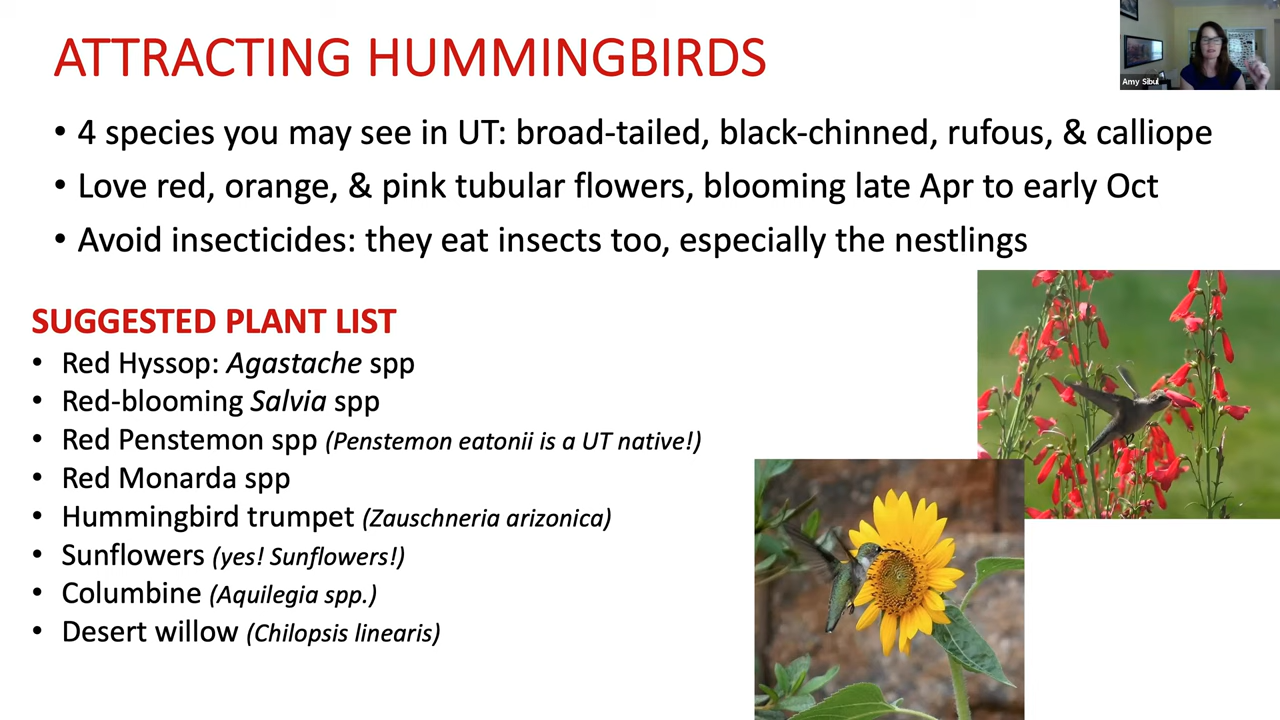 ATTRACTING HUMMINGBIRDS
Amy Sibul
• 4 species you may see in UT: broad-tailed, black-chinned, rufous, & calliope
• Love red, orange, & pink tubular flowers, blooming late Apr to early Oct
• Avoid insecticides: they eat insects too, especially the nestlings
SUGGESTED PLANT LIST
• Red Hyssop: Agastache spp
• Red-blooming Salvia spp
• Red Penstemon spp (Penstemon eatonii is a UT native!)
• Red Monarda spp
• Hummingbird trumpet (Zauschneria arizonica)
• Sunflowers (yes! Sunflowers!)
• Columbine (Aquilegia spp.)
• Desert willow (Chilopsis linearis)